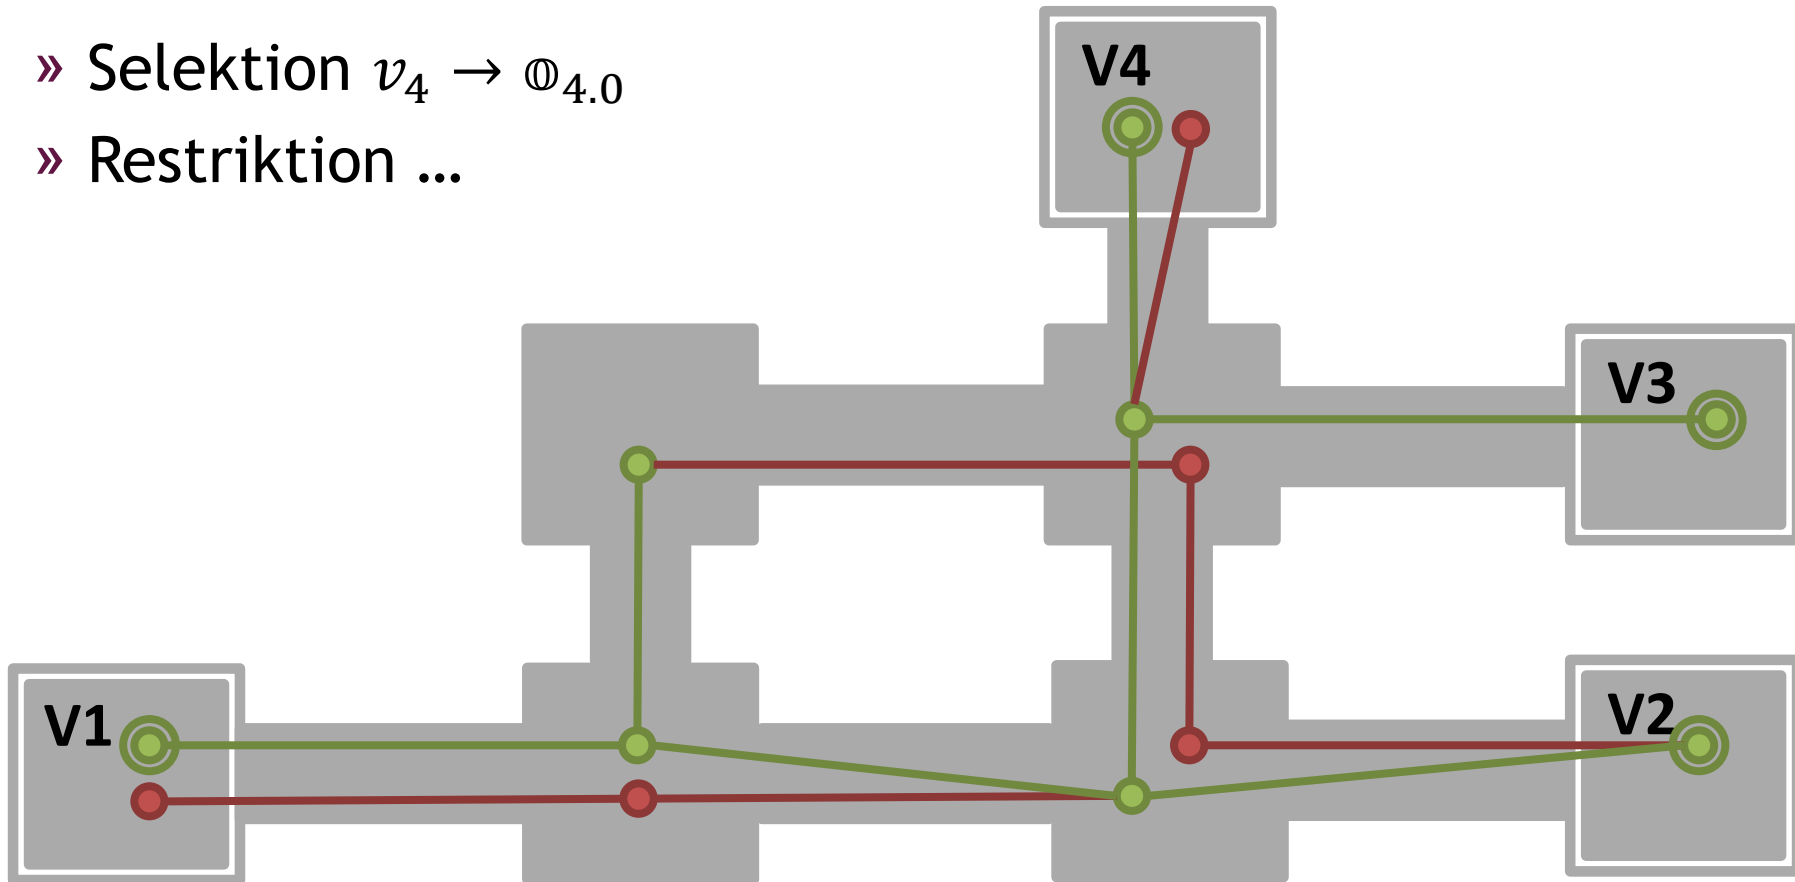 » Selektion 𝑣₄ → 𝕆₄.₀
» Restriktion …
V4
V3
V1
V2